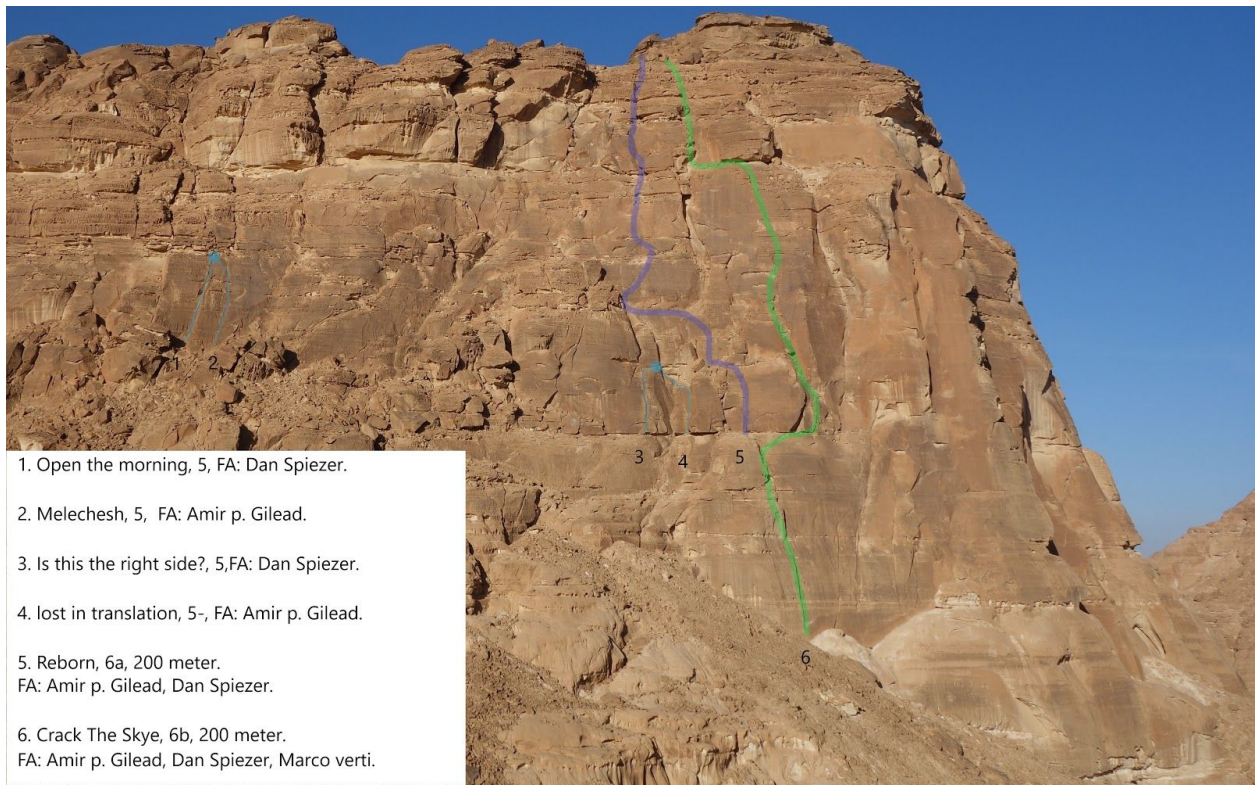 1
2
3
4
5
6
1. Open the morning, 5, FA: Dan Spiezer.
2. Melechesh, 5,  FA: Amir p. Gilead.
3. Is this the right side?, 5,FA: Dan Spiezer.
4. lost in translation, 5-, FA: Amir p. Gilead.
5. Reborn, 6a, 200 meter.
FA: Amir p. Gilead, Dan Spiezer.
6. Crack The Skye, 6b, 200 meter.
FA: Amir p. Gilead, Dan Spiezer, Marco verti.